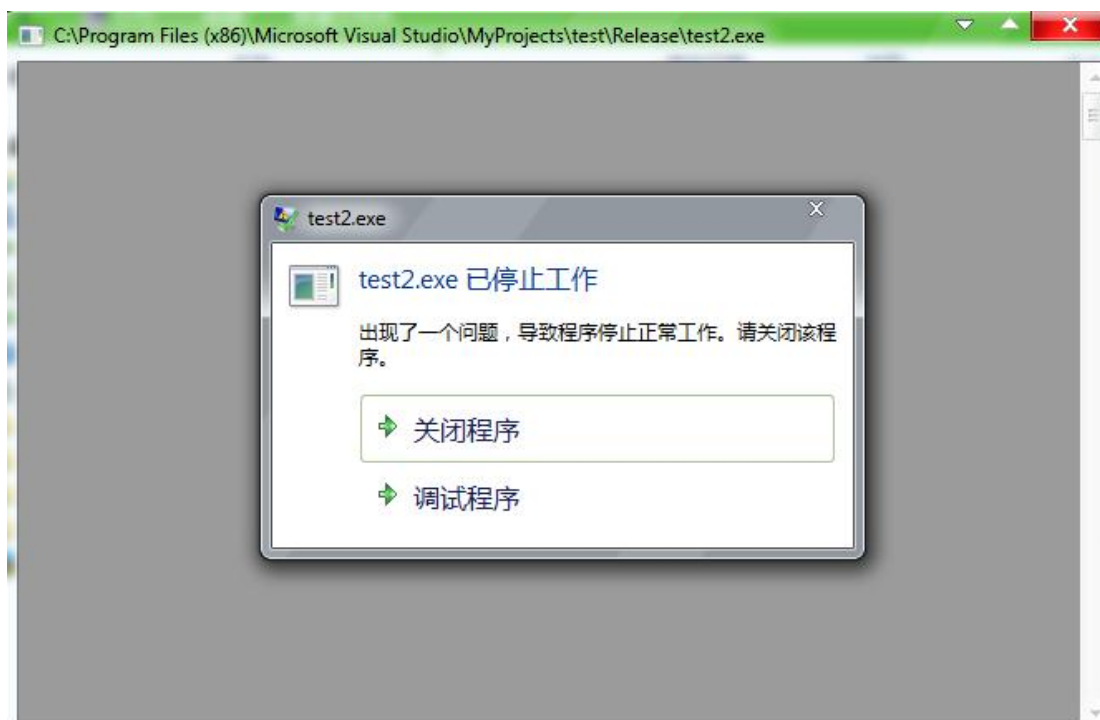 C:\Program Files (x86)\Microsoft Visual Studio\MyProjects\test\Release\test2.exe
test2.exe
test2.exe 已停止工作
出现了一个问题，导致程序停止正常工作。请关闭该程
序。
关闭程序
调试程序